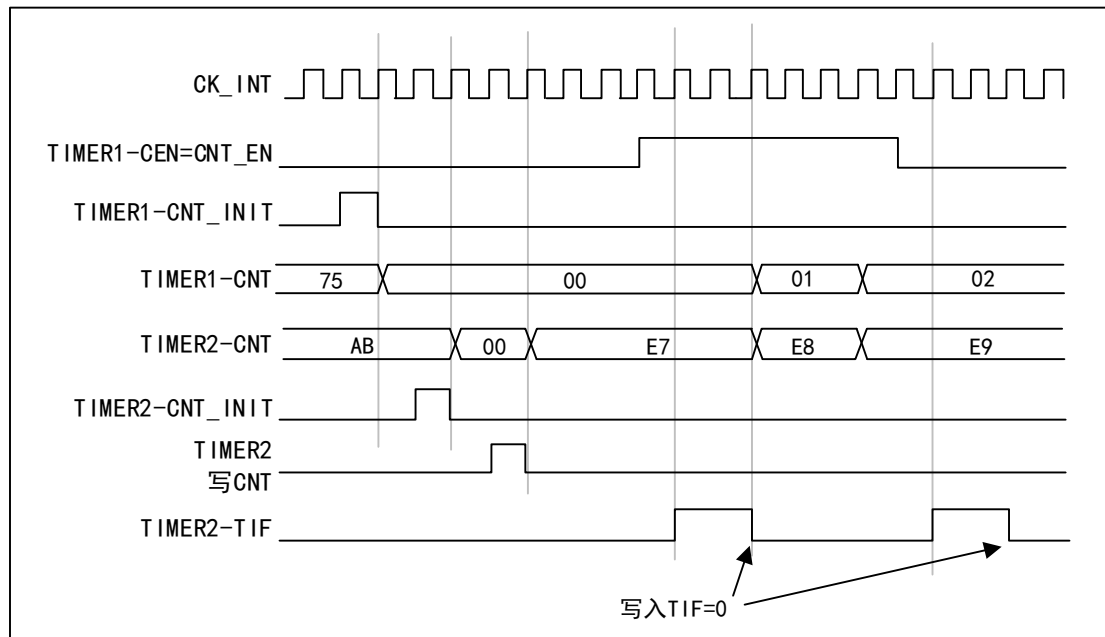 CK_INT
TIMER1-CEN=CNT_EN
TIMER1-CNT_INIT
TIMER1-CNT 75 00 01 02
TIMER2-CNT AB 00 E7 E8 E9
TIMER2-CNT_INIT
TIMER2
写CNT
TIMER2-TIF
写入TIF=0